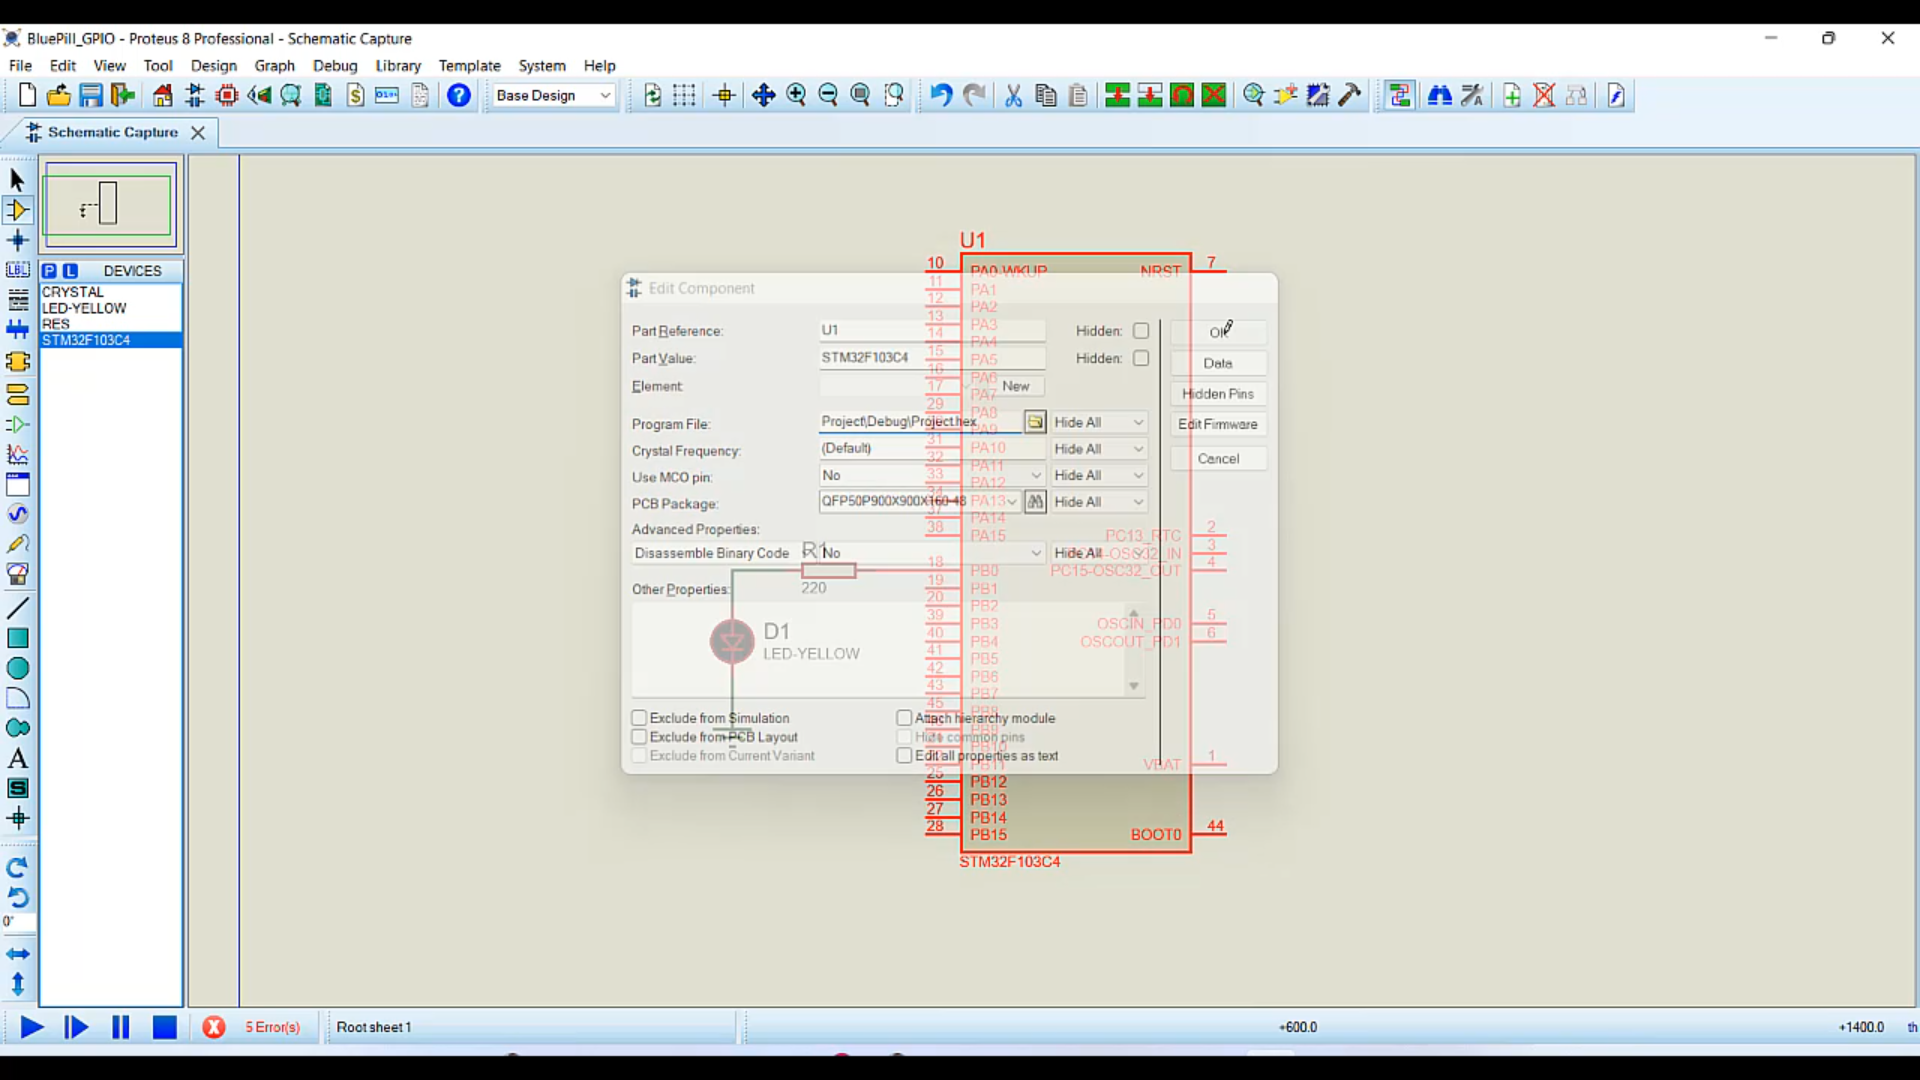 BluePill_GPIO - Proteus 8 Professional - Schematic Capture
File Edit View Tool Design Graph Debug Library Template System Help
Base Design
Schematic Capture
P L DEVICES
CRYSTAL
LED-YELLOW
RES
STM32F103C4
LBL
A
S
0°
U1
10 PA0-WKUP NRST 7
11 PA1
12 PA2
13 PA3
14 PA4
15 PA5
16 PA6
17 PA7
29 PA8
PA9
31 PA10
32 PA11
33 PA12
34 PA13
37 PA14
38 PA15
PC13_RTC 2
PC14-OSC32_IN 3
PC15-OSC32_OUT 4
18 PB0
19 PB1
20 PB2
39 PB3 OSCIN_PD0 5
40 PB4 OSCOUT_PD1 6
41 PB5
42 PB6
43 PB7
45 PB8
PB9
PB10
PB11 VBAT 1
25 PB12
26 PB13
27 PB14
28 PB15 BOOT0 44
STM32F103C4
R1
220
D1
LED-YELLOW
Edit Component
Part Reference: U1 Hidden:
Part Value: STM32F103C4 Hidden:
Element: New
Program File: Project\Debug\Project.hex Hide All
Crystal Frequency: (Default) Hide All
Use MCO pin: No Hide All
PCB Package: QFP50P900X900X160-48 Hide All
Advanced Properties:
Disassemble Binary Code No Hide All
Other Properties:
Exclude from Simulation Attach hierarchy module
Exclude from PCB Layout Hide common pins
Exclude from Current Variant Edit all properties as text
OK
Data
Hidden Pins
Edit Firmware
Cancel
5 Error(s) Root sheet 1 +600.0 +1400.0 th